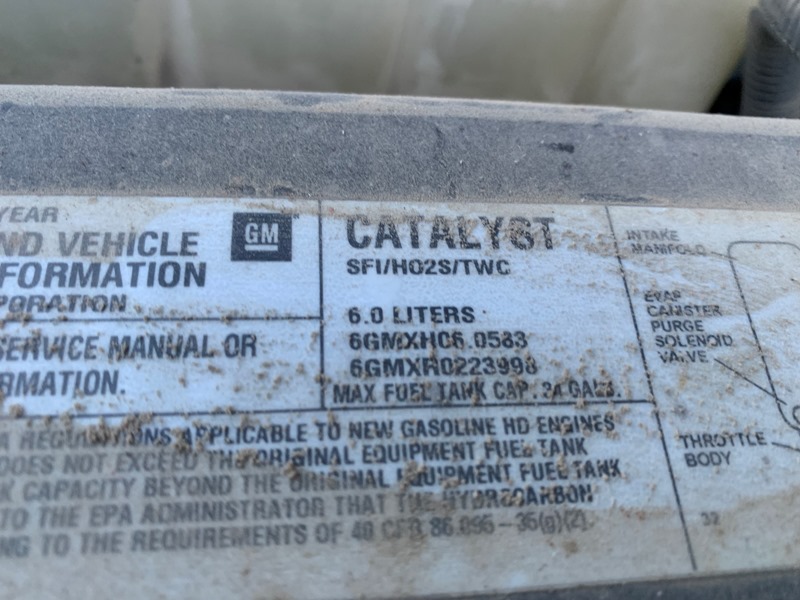 YEAR
ND VEHICLE
FORMATION
PORATION
GM
SERVICE MANUAL OR
RMATION.
CATALYST
SFI/HO2S/TWC
6.0 LITERS
6GMXH06.0583
6GMXR0223998
MAX FUEL TANK CAP. 34 GALS.
INTAKE
MANIFOLD
EVAP
CANISTER
PURGE
SOLENOID
VALVE
THROTTLE
BODY
32
A REGULATIONS APPLICABLE TO NEW GASOLINE HD ENGINES
DOES NOT EXCEED THE ORIGINAL EQUIPMENT FUEL TANK
K CAPACITY BEYOND THE ORIGINAL EQUIPMENT FUEL TANK
TO THE EPA ADMINISTRATOR THAT THE HYDROCARBON
NG TO THE REQUIREMENTS OF 40 CFR 86.096-35(g)(2).